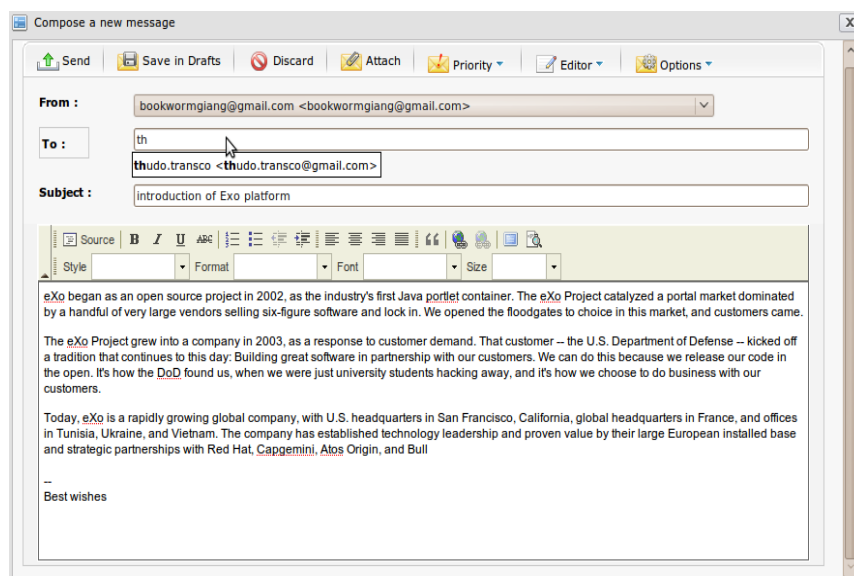 Compose a new message
X
Send Save in Drafts Discard Attach Priority Editor Options
From : bookwormgiang@gmail.com <bookwormgiang@gmail.com>
To : th
thudo.transco <thudo.transco@gmail.com>
Subject : introduction of Exo platform
Source B I U ABC
Style Format Font Size
eXo began as an open source project in 2002, as the industry's first Java portlet container. The eXo Project catalyzed a portal market dominated
by a handful of very large vendors selling six-figure software and lock in. We opened the floodgates to choice in this market, and customers came.
The eXo Project grew into a company in 2003, as a response to customer demand. That customer -- the U.S. Department of Defense -- kicked off
a tradition that continues to this day: Building great software in partnership with our customers. We can do this because we release our code in
the open. It's how the DoD found us, when we were just university students hacking away, and it's how we choose to do business with our
customers.
Today, eXo is a rapidly growing global company, with U.S. headquarters in San Francisco, California, global headquarters in France, and offices
in Tunisia, Ukraine, and Vietnam. The company has established technology leadership and proven value by their large European installed base
and strategic partnerships with Red Hat, Capgemini, Atos Origin, and Bull
--
Best wishes